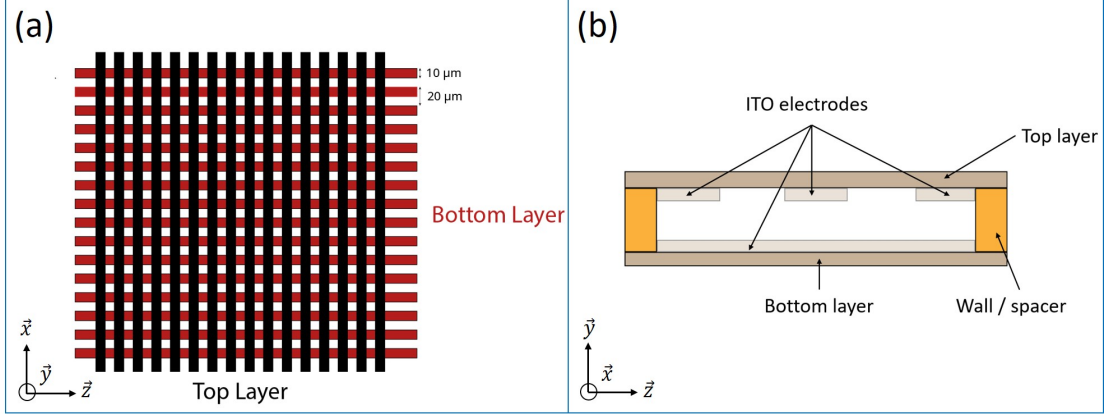 (a)
10 μm
20 μm
Bottom Layer
x⃗
y⃗
z⃗
Top Layer
(b)
ITO electrodes
Top layer
Bottom layer
Wall / spacer
y⃗
x⃗
z⃗